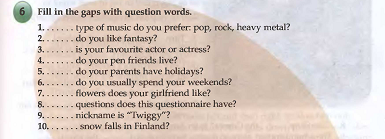 6 Fill in the gaps with question words.
1. . . . . . . type of music do you prefer: pop, rock, heavy metal?
2. . . . . . . do you like fantasy?
3. . . . . . . is your favourite actor or actress?
4. . . . . . . do your pen friends live?
5. . . . . . . do your parents have holidays?
6. . . . . . . do you usually spend your weekends?
7. . . . . . . flowers does your girlfriend like?
8. . . . . . . questions does this questionnaire have?
9. . . . . . . nickname is "Twiggy"?
10. . . . . . . snow falls in Finland?